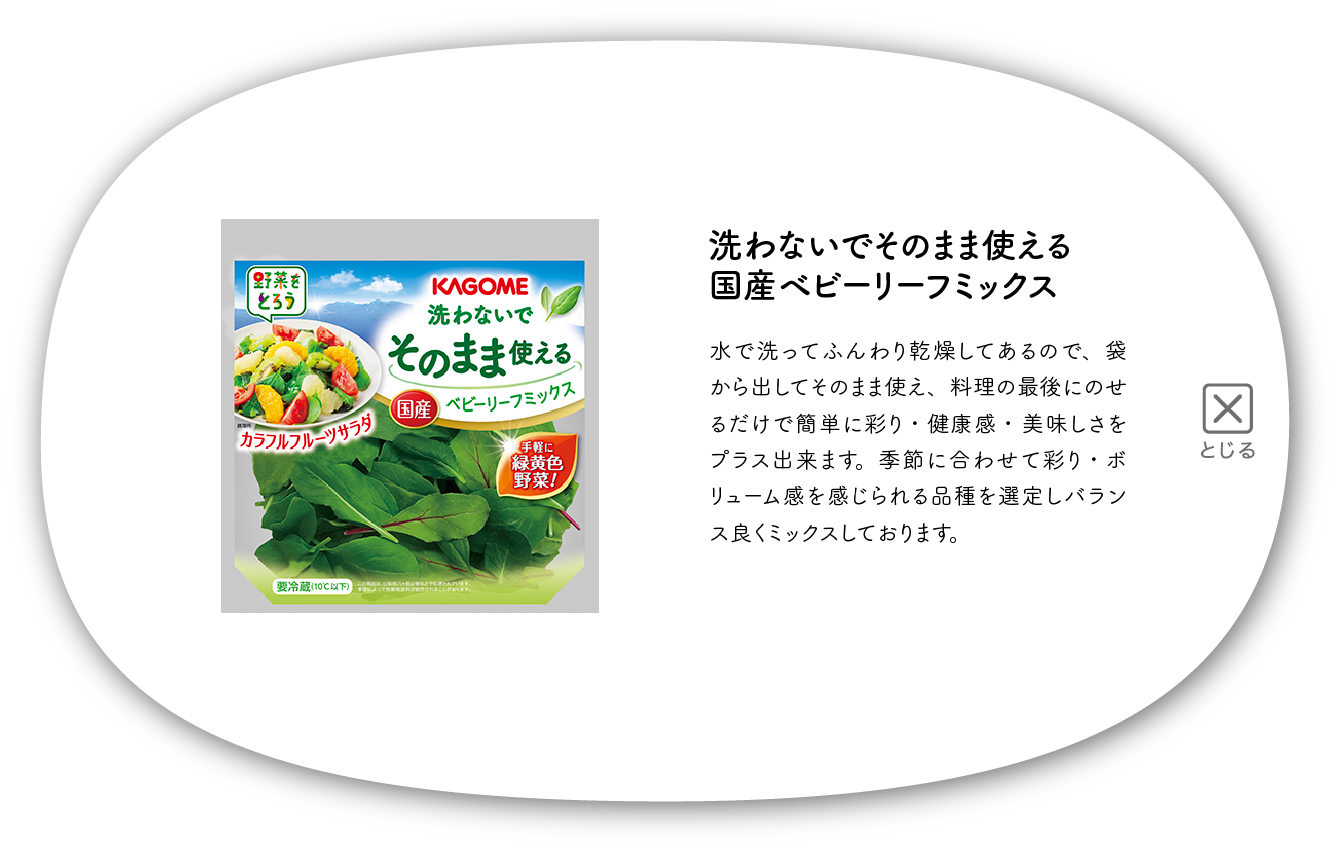 野菜を
とろう
KAGOME
洗わないで
そのまま使える
国産 ベビーリーフミックス
調理例
カラフルフルーツサラダ
手軽に
緑黄色
野菜！
要冷蔵(10℃以下)
洗わないでそのまま使える
国産ベビーリーフミックス
水で洗ってふんわり乾燥してあるので、袋
から出してそのまま使え、料理の最後にのせ
るだけで簡単に彩り・健康感・美味しさを
プラス出来ます。季節に合わせて彩り・ボ
リューム感を感じられる品種を選定しバラン
ス良くミックスしております。
とじる